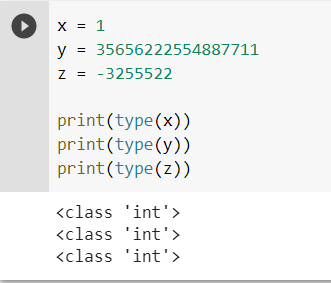 x = 1
y = 35656222554887711
z = -3255522
print(type(x))
print(type(y))
print(type(z))
<class 'int'>
<class 'int'>
<class 'int'>